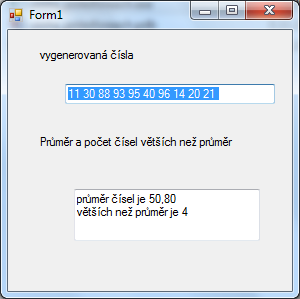 Form1
vygenerovaná čísla
11 30 88 93 95 40 96 14 20 21
Průměr a počet čísel větších než průměr
průměr čísel je 50,80
větších než průměr je 4